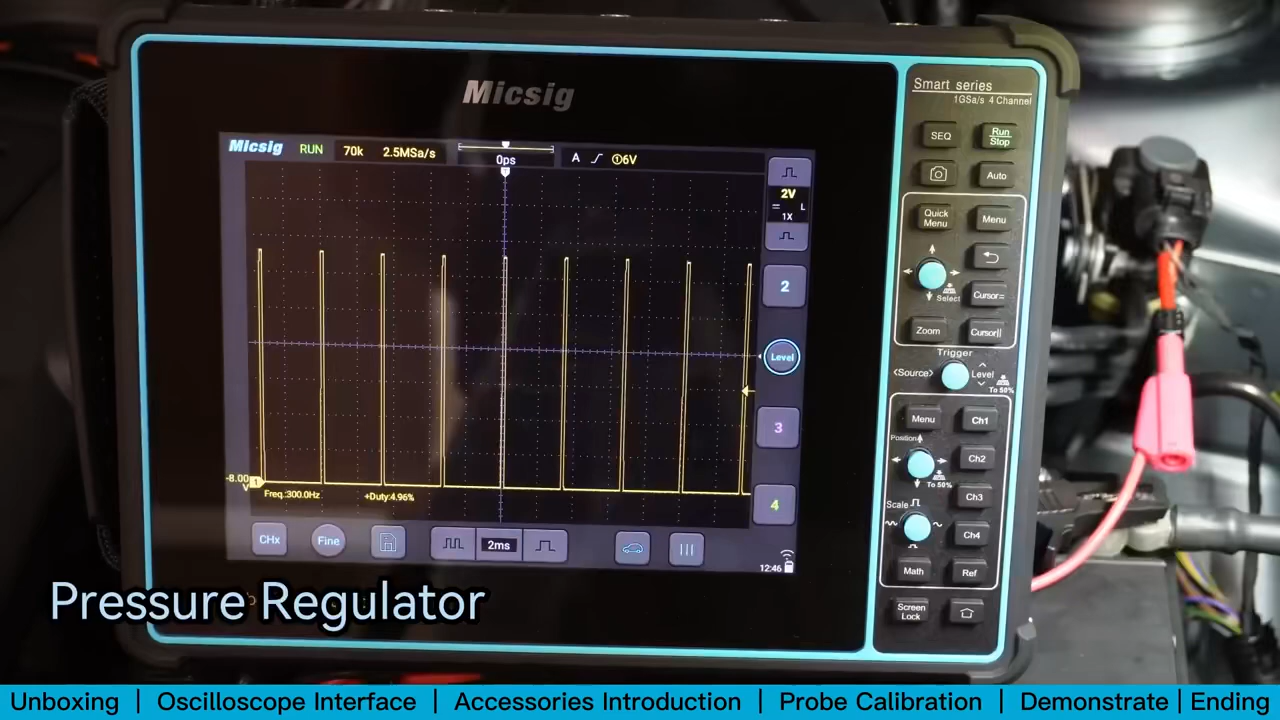 Micsig
Smart series
1GSa/s 4 Channel
Micsig RUN 70k 2.5MSa/s 0ps A ①6V
T
2V
L
1X
2
Level
3
4
-8.00
V
1
Freq.:300.0Hz +Duty:4.96%
CHx Fine 2ms
12:46
SEQ Run
Stop
Auto
Quick
Menu Menu
Select Cursor=
Zoom Cursor||
Trigger
<Source> Level
To 50%
Menu Ch1
Position
Ch2
To 50%
Ch3
Scale
Ch4
Math Ref
Screen
Lock
Pressure Regulator
Unboxing | Oscilloscope Interface | Accessories Introduction | Probe Calibration | Demonstrate | Ending